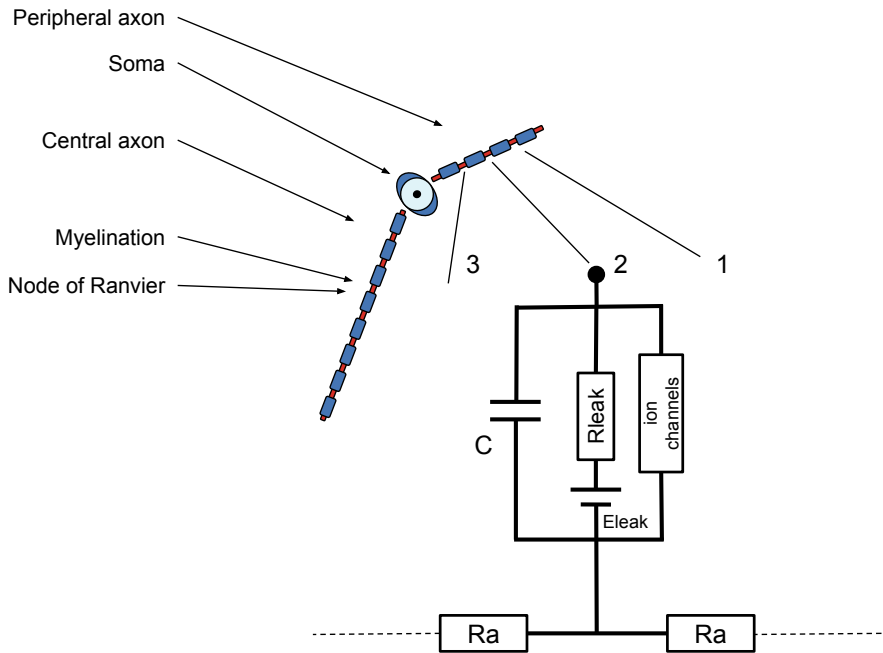 Peripheral axon
Soma
Central axon
Myelination
Node of Ranvier
3
2
1
C
Rleak
ion
channels
Eleak
Ra
Ra